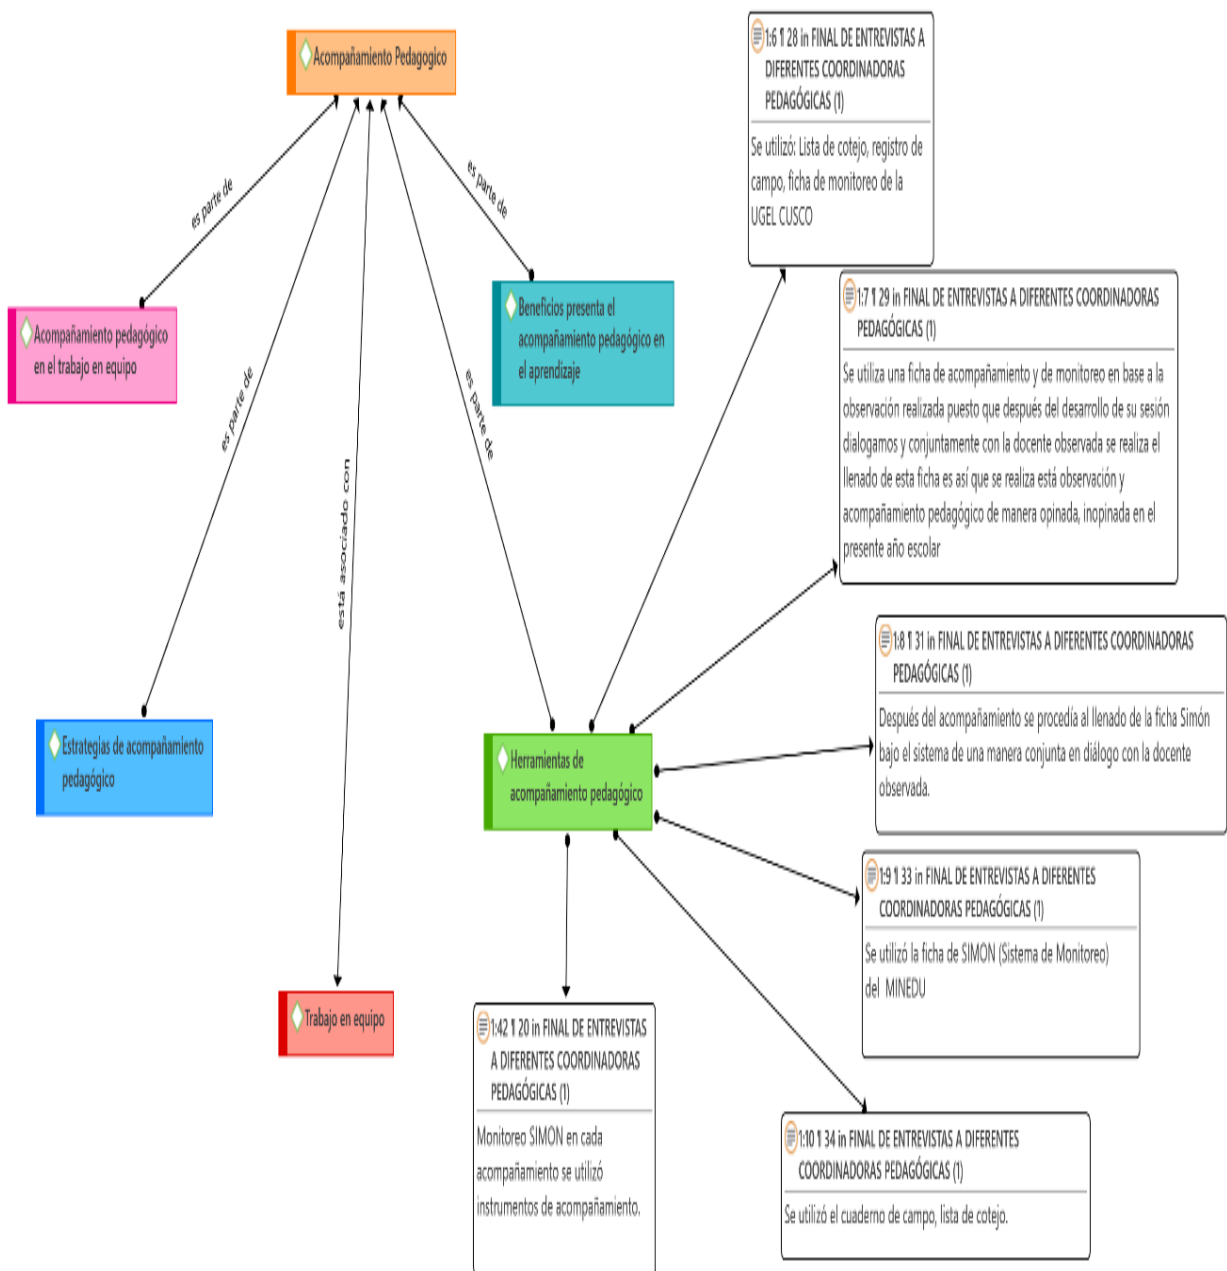 Acompañamiento Pedagogico
1:6 ¶ 28 in FINAL DE ENTREVISTAS A
DIFERENTES COORDINADORAS
PEDAGÓGICAS (1)
Se utilizó: Lista de cotejo, registro de
campo, ficha de monitoreo de la
UGEL CUSCO
es parte de
es parte de
es parte de
es parte de
está asociado con
Acompañamiento pedagógico
en el trabajo en equipo
Beneficios presenta el
acompañamiento pedagógico en
el aprendizaje
1:7 ¶ 29 in FINAL DE ENTREVISTAS A DIFERENTES COORDINADORAS
PEDAGÓGICAS (1)
Se utiliza una ficha de acompañamiento y de monitoreo en base a la
observación realizada puesto que después del desarrollo de su sesión
dialogamos y conjuntamente con la docente observada se realiza el
llenado de esta ficha es así que se realiza está observación y
acompañamiento pedagógico de manera opinada, inopinada en el
presente año escolar
1:8 ¶ 31 in FINAL DE ENTREVISTAS A DIFERENTES COORDINADORAS
PEDAGÓGICAS (1)
Después del acompañamiento se procedía al llenado de la ficha Simón
bajo el sistema de una manera conjunta en diálogo con la docente
observada.
Estrategias de acompañamiento
pedagógico
Herramientas de
acompañamiento pedagógico
1:9 ¶ 33 in FINAL DE ENTREVISTAS A DIFERENTES
COORDINADORAS PEDAGÓGICAS (1)
Se utilizó la ficha de SIMON (Sistema de Monitoreo)
del MINEDU
Trabajo en equipo
1:42 ¶ 20 in FINAL DE ENTREVISTAS
A DIFERENTES COORDINADORAS
PEDAGÓGICAS (1)
Monitoreo SIMON en cada
acompañamiento se utilizó
instrumentos de acompañamiento.
1:10 ¶ 34 in FINAL DE ENTREVISTAS A DIFERENTES
COORDINADORAS PEDAGÓGICAS (1)
Se utilizó el cuaderno de campo, lista de cotejo.